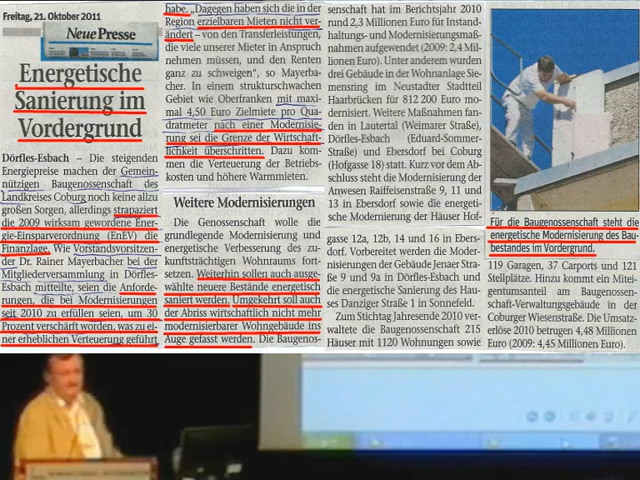 Freitag, 21. Oktober 2011
Neue Presse
Energetische
Sanierung im
Vordergrund
Dörfles-Esbach – Die steigenden
Energiepreise machen der Gemein-
nützigen Baugenossenschaft des
Landkreises Coburg noch keine allzu
großen Sorgen, allerdings strapaziert
die 2009 wirksam gewordene Ener-
gie-Einsparverordnung (EnEV) die
Finanzlage. Wie Vorstandsvorsitzen-
der Dr. Rainer Mayerbacher bei der
Mitgliederversammlung in Dörfles-
Esbach mitteilte, seien die Anforde-
rungen, die bei Modernisierungen
seit 2010 zu erfüllen seien, um 30
Prozent verschärft worden, was zu ei-
ner erheblichen Verteuerung geführt
habe. „Dagegen haben sich die in der
Region erzielbaren Mieten nicht ver-
ändert – von den Transferleistungen,
die viele unserer Mieter in Anspruch
nehmen müssen, und den Renten
ganz zu schweigen“, so Mayerba-
cher. In einem strukturschwachen
Gebiet wie Oberfranken mit maxi-
mal 4,50 Euro Zielmiete pro Qua-
dratmeter nach einer Modernisie-
rung sei die Grenze der Wirtschaft-
lichkeit überschritten. Dazu kom-
men die Verteuerung der Betriebs-
kosten und höhere Warmmieten.
Weitere Modernisierungen
Die Genossenschaft wolle die
grundlegende Modernisierung und
energetische Verbesserung des zu-
kunftsträchtigen Wohnraums fort-
setzen. Weiterhin sollen auch ausge-
wählte neuere Bestände energetisch
saniert werden. Umgekehrt soll auch
der Abriss wirtschaftlich nicht mehr
modernisierbarer Wohngebäude ins
Auge gefasst werden. Die Baugenos-
senschaft hat im Berichtsjahr 2010
rund 2,3 Millionen Euro für Instand-
haltungs- und Modernisierungsmaß-
nahmen aufgewendet (2009: 2,4 Mil-
lionen Euro). Unter anderem wurden
drei Gebäude in der Wohnanlage Sie-
mensring im Neustadter Stadtteil
Haarbrücken für 812 200 Euro mo-
dernisiert. Weitere Maßnahmen fan-
den in Lautertal (Weimarer Straße),
Dörfles-Esbach (Eduard-Sommer-
Straße) und Ebersdorf bei Coburg
(Hofgasse 18) statt. Kurz vor dem Ab-
schluss steht die Modernisierung der
Anwesen Raiffeisenstraße 9, 11 und
13 in Ebersdorf sowie die energeti-
sche Modernisierung der Häuser Hof-
gasse 12a, 12b, 14 und 16 in Ebers-
dorf. Vorbereitet werden die Mo-
dernisierungen der Gebäude Jenaer Stra-
ße 9 und 9a in Dörfles-Esbach und
die energetische Sanierung des Hau-
ses Danziger Straße 1 in Sonnefeld.
Zum Stichtag Jahresende 2010 ver-
waltete die Baugenossenschaft 215
Häuser mit 1120 Wohnungen sowie
Für die Baugenossenschaft steht die
energetische Modernisierung des Bau-
bestandes im Vordergrund.
119 Garagen, 37 Carports und 121
Stellplätze. Hinzu kommt ein Mitei-
gentumsanteil am Baugenossen-
schaft-Verwaltungsgebäude in der
Coburger Wiesenstraße. Die Umsatz-
erlöse 2010 betrugen 4,48 Millionen
Euro (2009: 4,45 Millionen Euro).